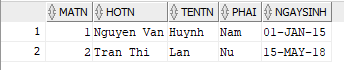 MATN HOTN TENTN PHAI NGAYSINH
1 1 Nguyen Van Huynh Nam 01-JAN-15
2 2 Tran Thi Lan Nu 15-MAY-18